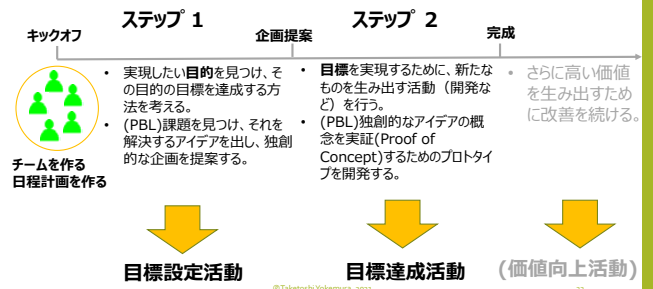 ステップ 1
ステップ 2
キックオフ
企画提案
完成
• 実現したい目的を見つけ、そ
の目的の目標を達成する方
法を考える。
• (PBL)課題を見つけ、それを
解決するアイデアを出し、独創
的な企画を提案する。
• 目標を実現するために、新たな
ものを生み出す活動（開発な
ど）を行う。
• (PBL)独創的なアイデアの概
念を実証(Proof of
Concept)するためのプロトタイ
プを開発する。
• さらに高い価値
を生み出すため
に改善を続ける。
チームを作る
日程計画を作る
目標設定活動
目標達成活動
(価値向上活動)